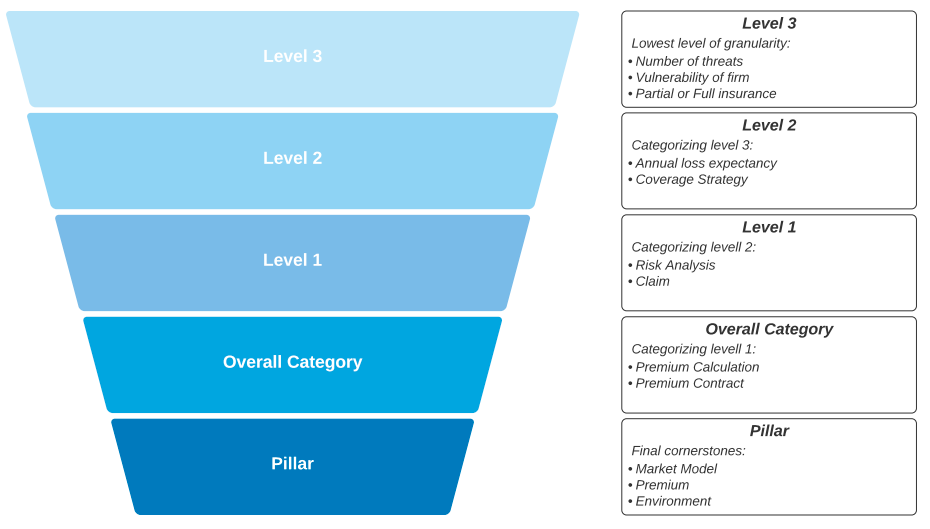 Level 3
Level 2
Level 1
Overall Category
Pillar
Level 3
Lowest level of granularity:
• Number of threats
• Vulnerability of firm
• Partial or Full insurance
Level 2
Categorizing level 3:
• Annual loss expectancy
• Coverage Strategy
Level 1
Categorizing levell 2:
• Risk Analysis
• Claim
Overall Category
Categorizing levell 1:
• Premium Calculation
• Premium Contract
Pillar
Final cornerstones:
• Market Model
• Premium
• Environment